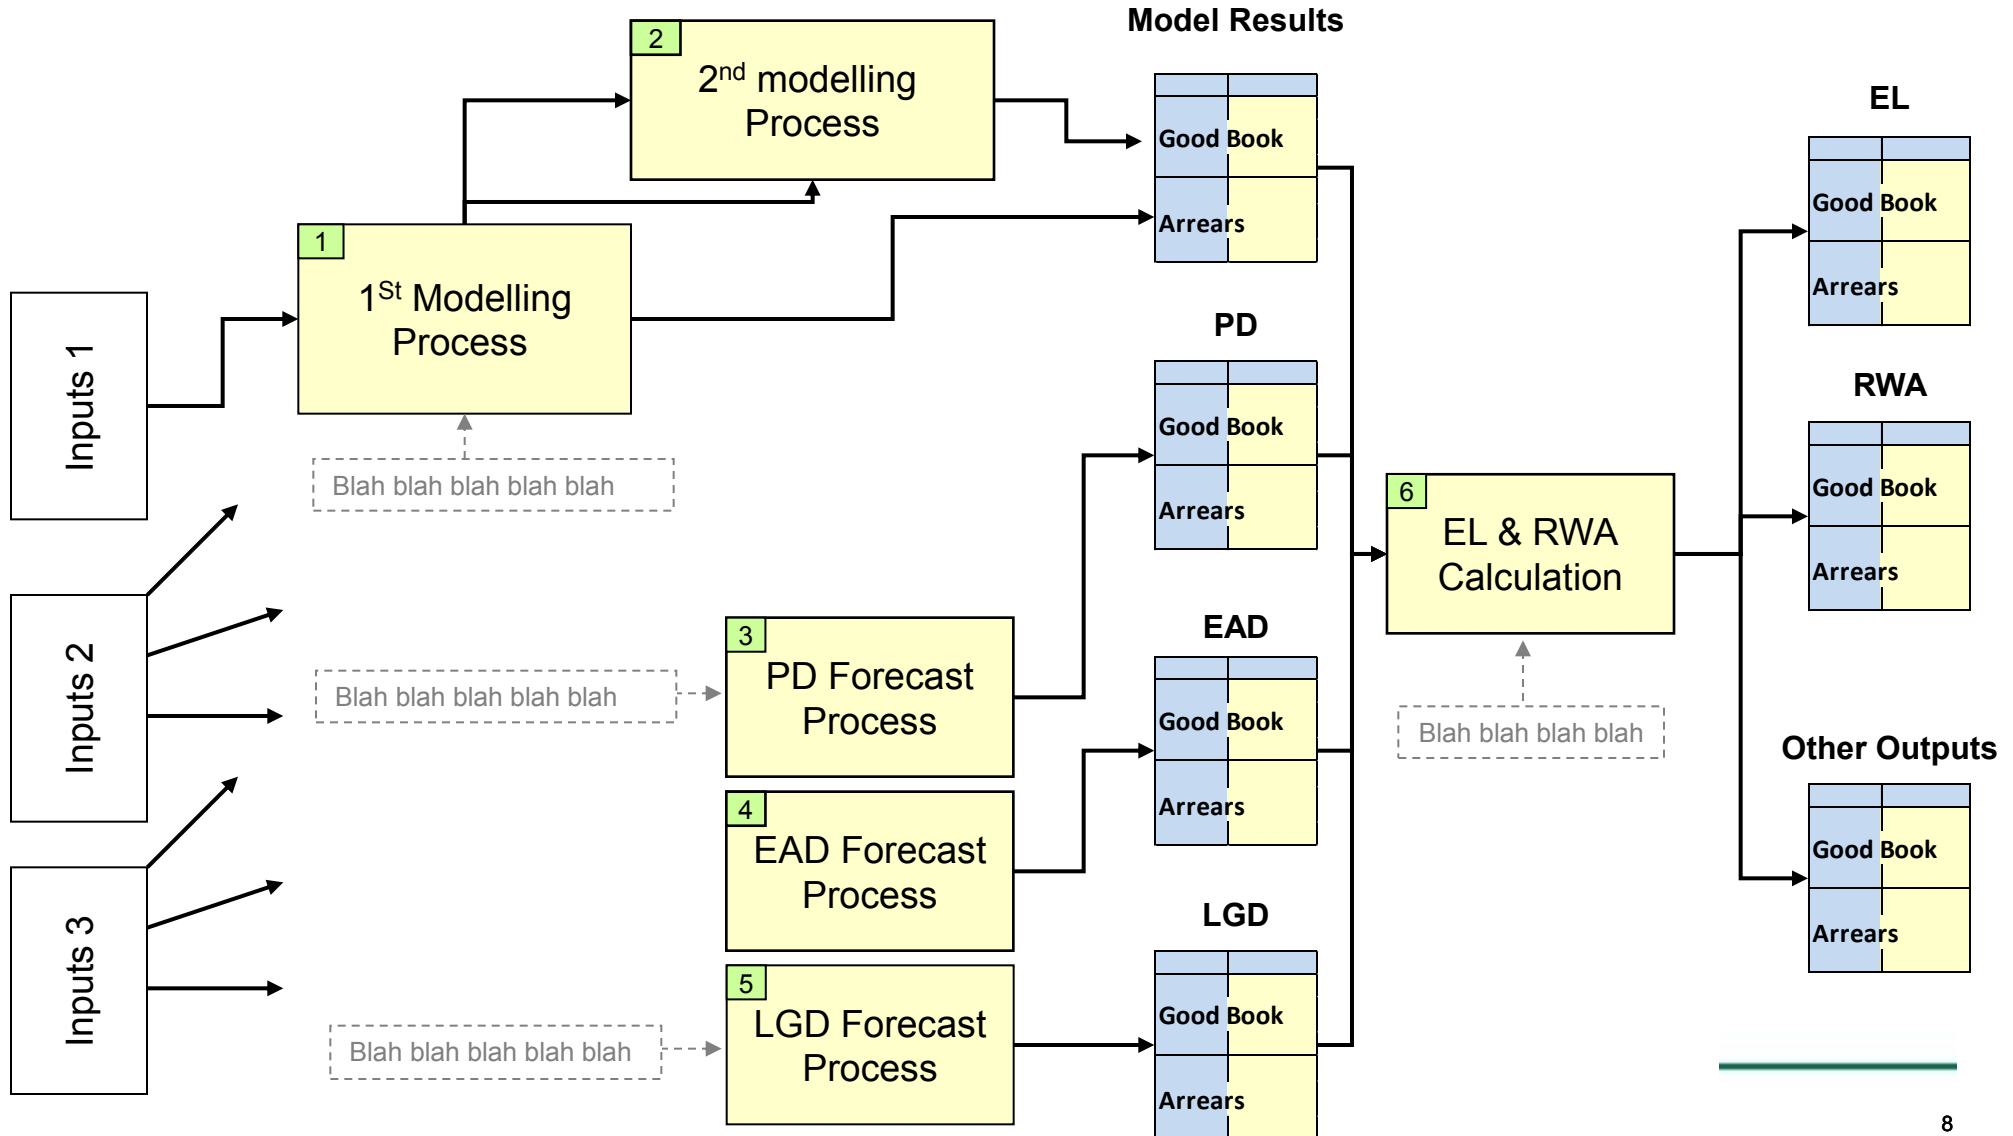 Model Results
2
2nd modelling
Process
Good Book
Arrears
EL
Good Book
Arrears
1
1St Modelling
Process
Inputs 1
Blah blah blah blah blah
PD
Good Book
Arrears
RWA
Good Book
Arrears
6
EL & RWA
Calculation
Blah blah blah blah
Inputs 2
Blah blah blah blah blah
3
PD Forecast
Process
EAD
Good Book
Arrears
Other Outputs
Good Book
Arrears
4
EAD Forecast
Process
Inputs 3
Blah blah blah blah blah
5
LGD Forecast
Process
LGD
Good Book
Arrears
8